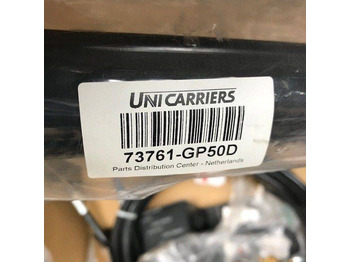 UNICARRIERS
73761-GP50D
Parts Distribution Center - Netherlands